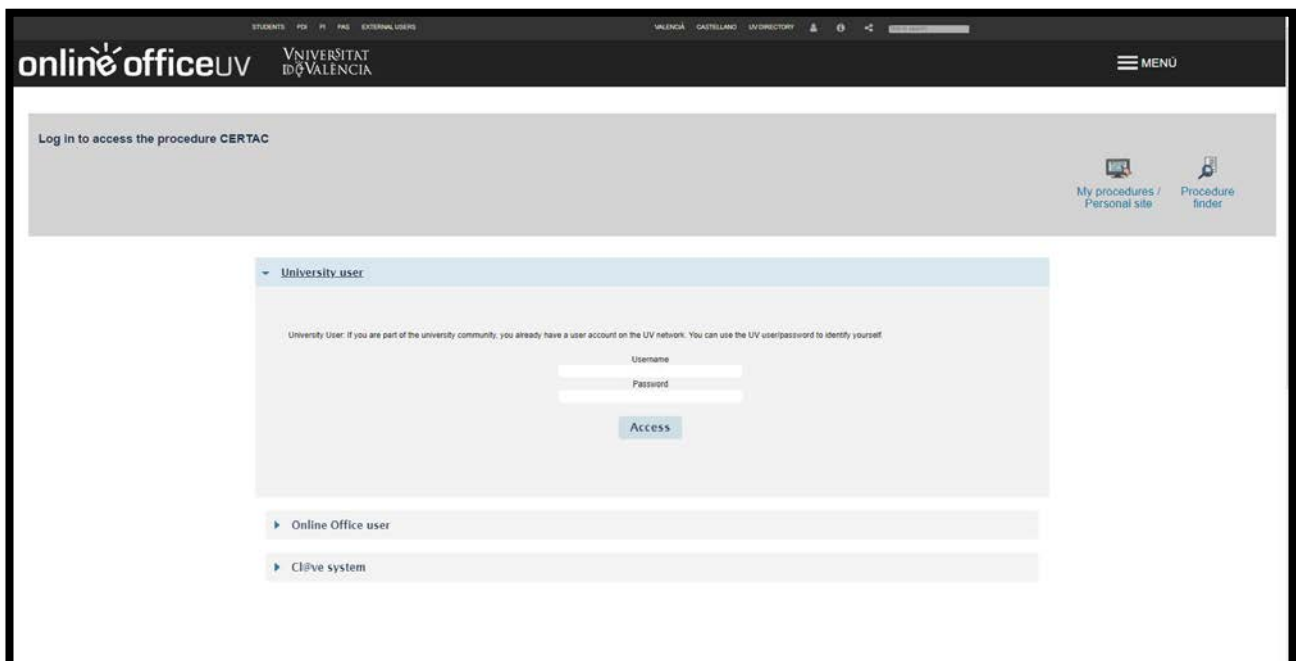 STUDENTS PDI PI PAS EXTERNAL USERS VALENCIÀ CASTELLANO UV DIRECTORY
online officeUV VNIVERSITAT
ID VALÈNCIA
MENÚ
Log in to access the procedure CERTAC
My procedures / Procedure
Personal site finder
University user
University User: If you are part of the university community, you already have a user account on the UV network. You can use the UV user/password to identify yourself.
Username
Password
Access
Online Office user
Cl@ve system